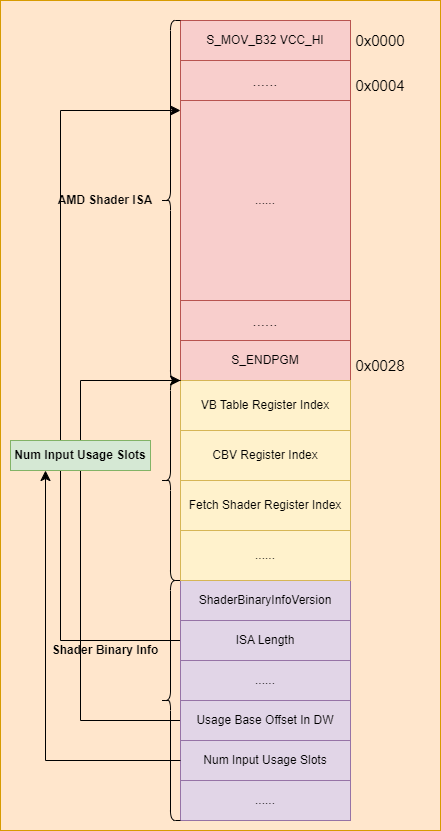 S_MOV_B32 VCC_HI
0x0000
......
0x0004
AMD Shader ISA
......
......
S_ENDPGM
0x0028
VB Table Register Index
Num Input Usage Slots
CBV Register Index
Fetch Shader Register Index
......
ShaderBinaryInfoVersion
ISA Length
Shader Binary Info
......
Usage Base Offset In DW
Num Input Usage Slots
......